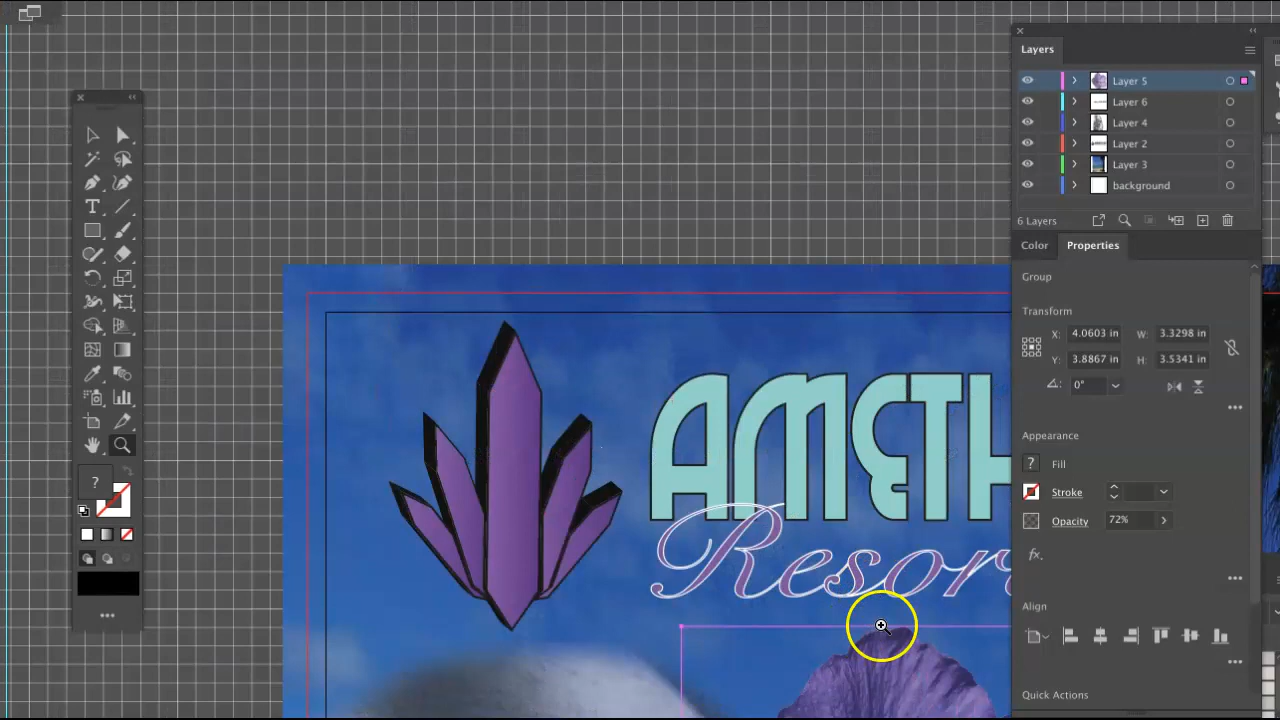 Layers
Layer 5
Layer 6
Layer 4
Layer 2
Layer 3
background
6 Layers
Color Properties
Group
Transform
X: 4.0603 in W: 3.3298 in
Y: 3.8867 in H: 3.5341 in
0°
Appearance
? Fill
Stroke
Opacity 72%
fx.
Align
Quick Actions
T
?
AMETH
Resor